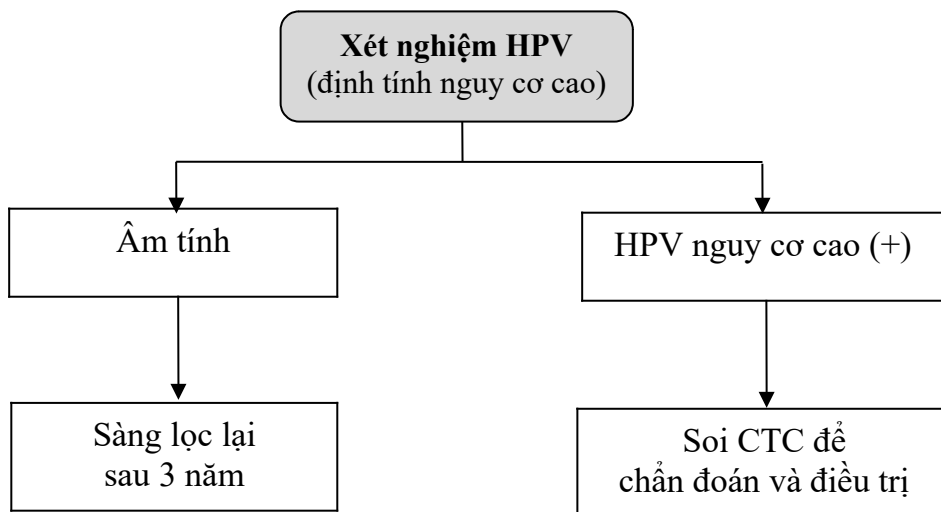 Xét nghiệm HPV
(định tính nguy cơ cao)
Âm tính
HPV nguy cơ cao (+)
Sàng lọc lại
sau 3 năm
Soi CTC để
chẩn đoán và điều trị